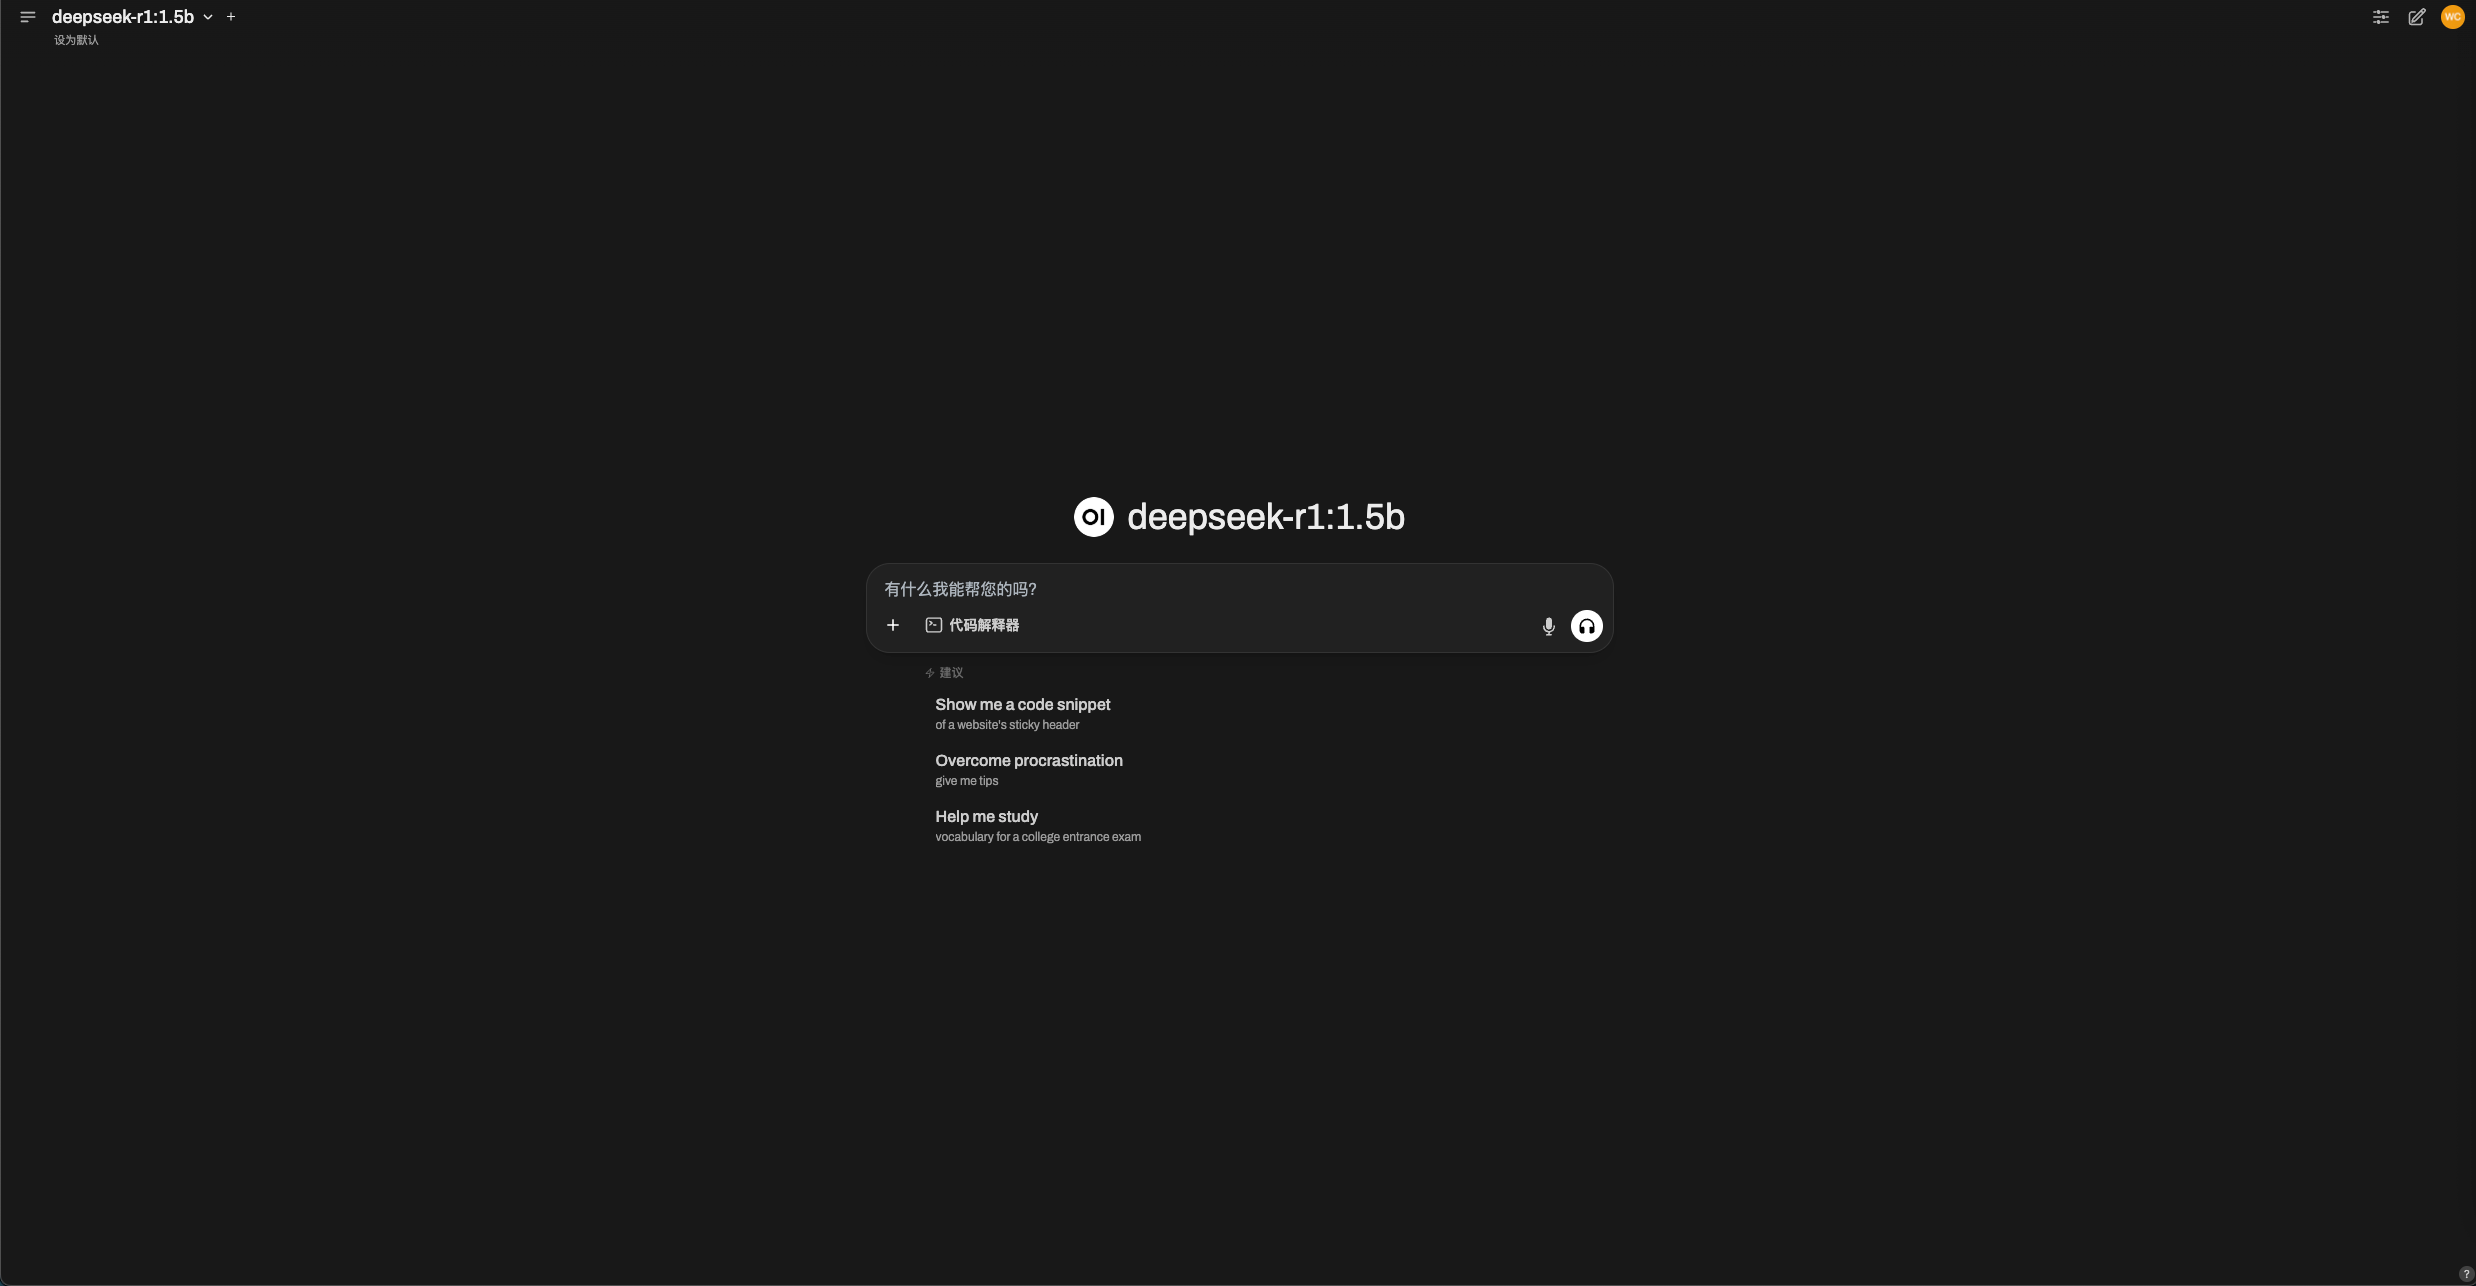 deepseek-r1:1.5b
设为默认
WC
OI deepseek-r1:1.5b
有什么我能帮您的吗?
代码解释器
建议
Show me a code snippet
of a website's sticky header
Overcome procrastination
give me tips
Help me study
vocabulary for a college entrance exam
?